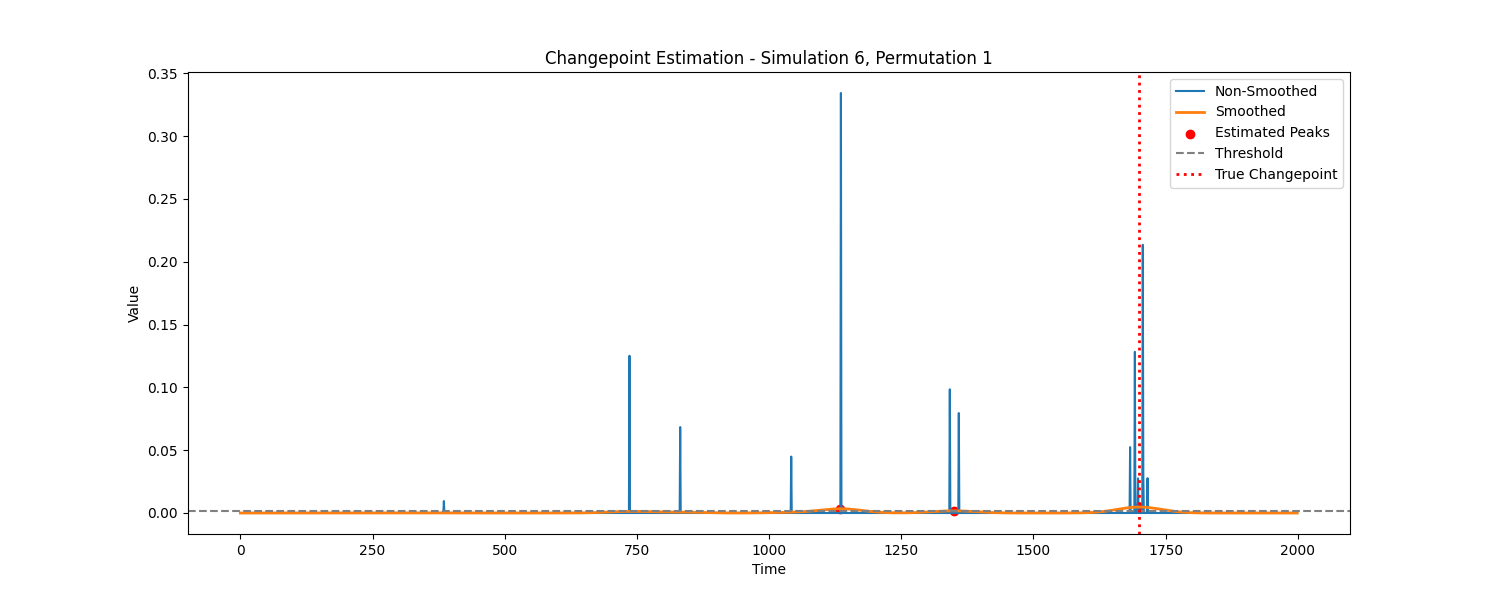 Changepoint Estimation - Simulation 6, Permutation 1
0.35
0.30
0.25
0.20
0.15
0.10
0.05
0.00
Value
0 250 500 750 1000 1250 1500 1750 2000
Time
Non-Smoothed
Smoothed
Estimated Peaks
Threshold
True Changepoint